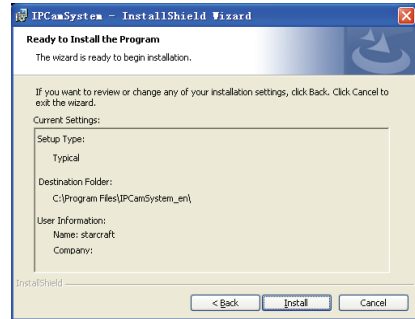 IPCamSystem - InstallShield Wizard
Ready to Install the Program
The wizard is ready to begin installation.
If you want to review or change any of your installation settings, click Back. Click Cancel to
exit the wizard.
Current Settings:
Setup Type:
Typical
Destination Folder:
C:\Program Files\IPCamSystem_en\
User Information:
Name: starcraft
Company:
InstallShield
< Back
Install
Cancel